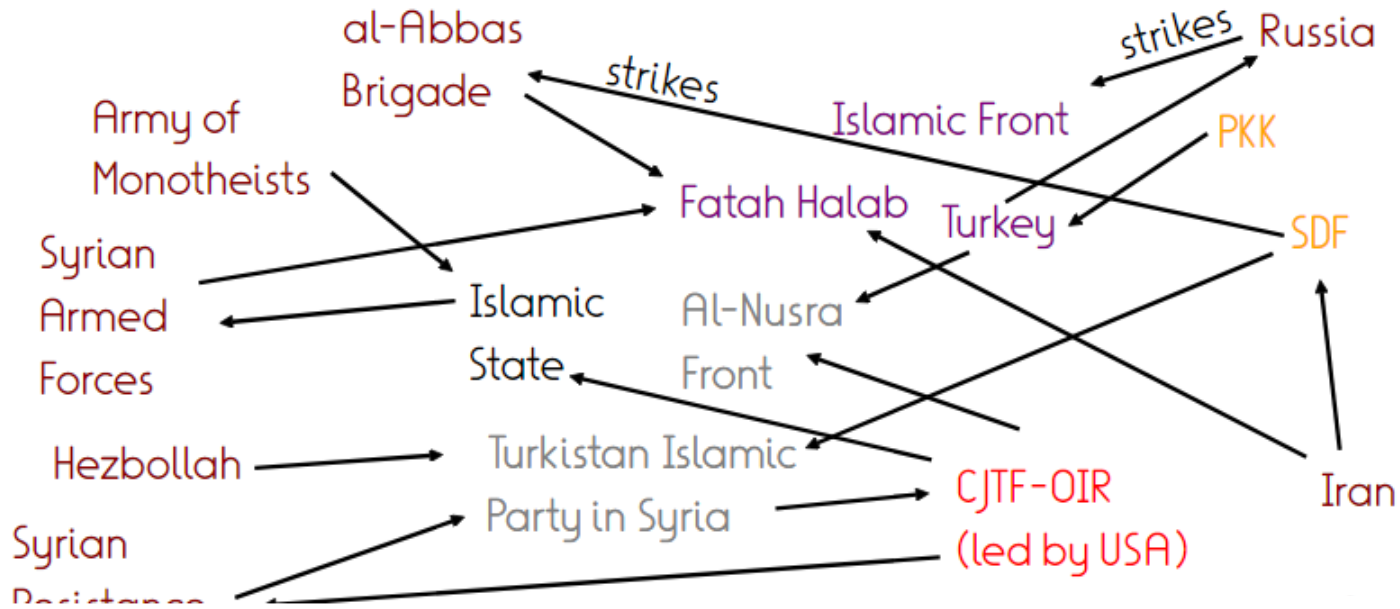 al-Abbas
Brigade
strikes
strikes
Russia
Army of
Monotheists
Islamic Front
PKK
Fatah Halab
Turkey
SDF
Syrian
Armed
Forces
Islamic
State
Al-Nusra
Front
Hezbollah
Turkistan Islamic
Party in Syria
CJTF-OIR
(led by USA)
Iran
Syrian
Resistance